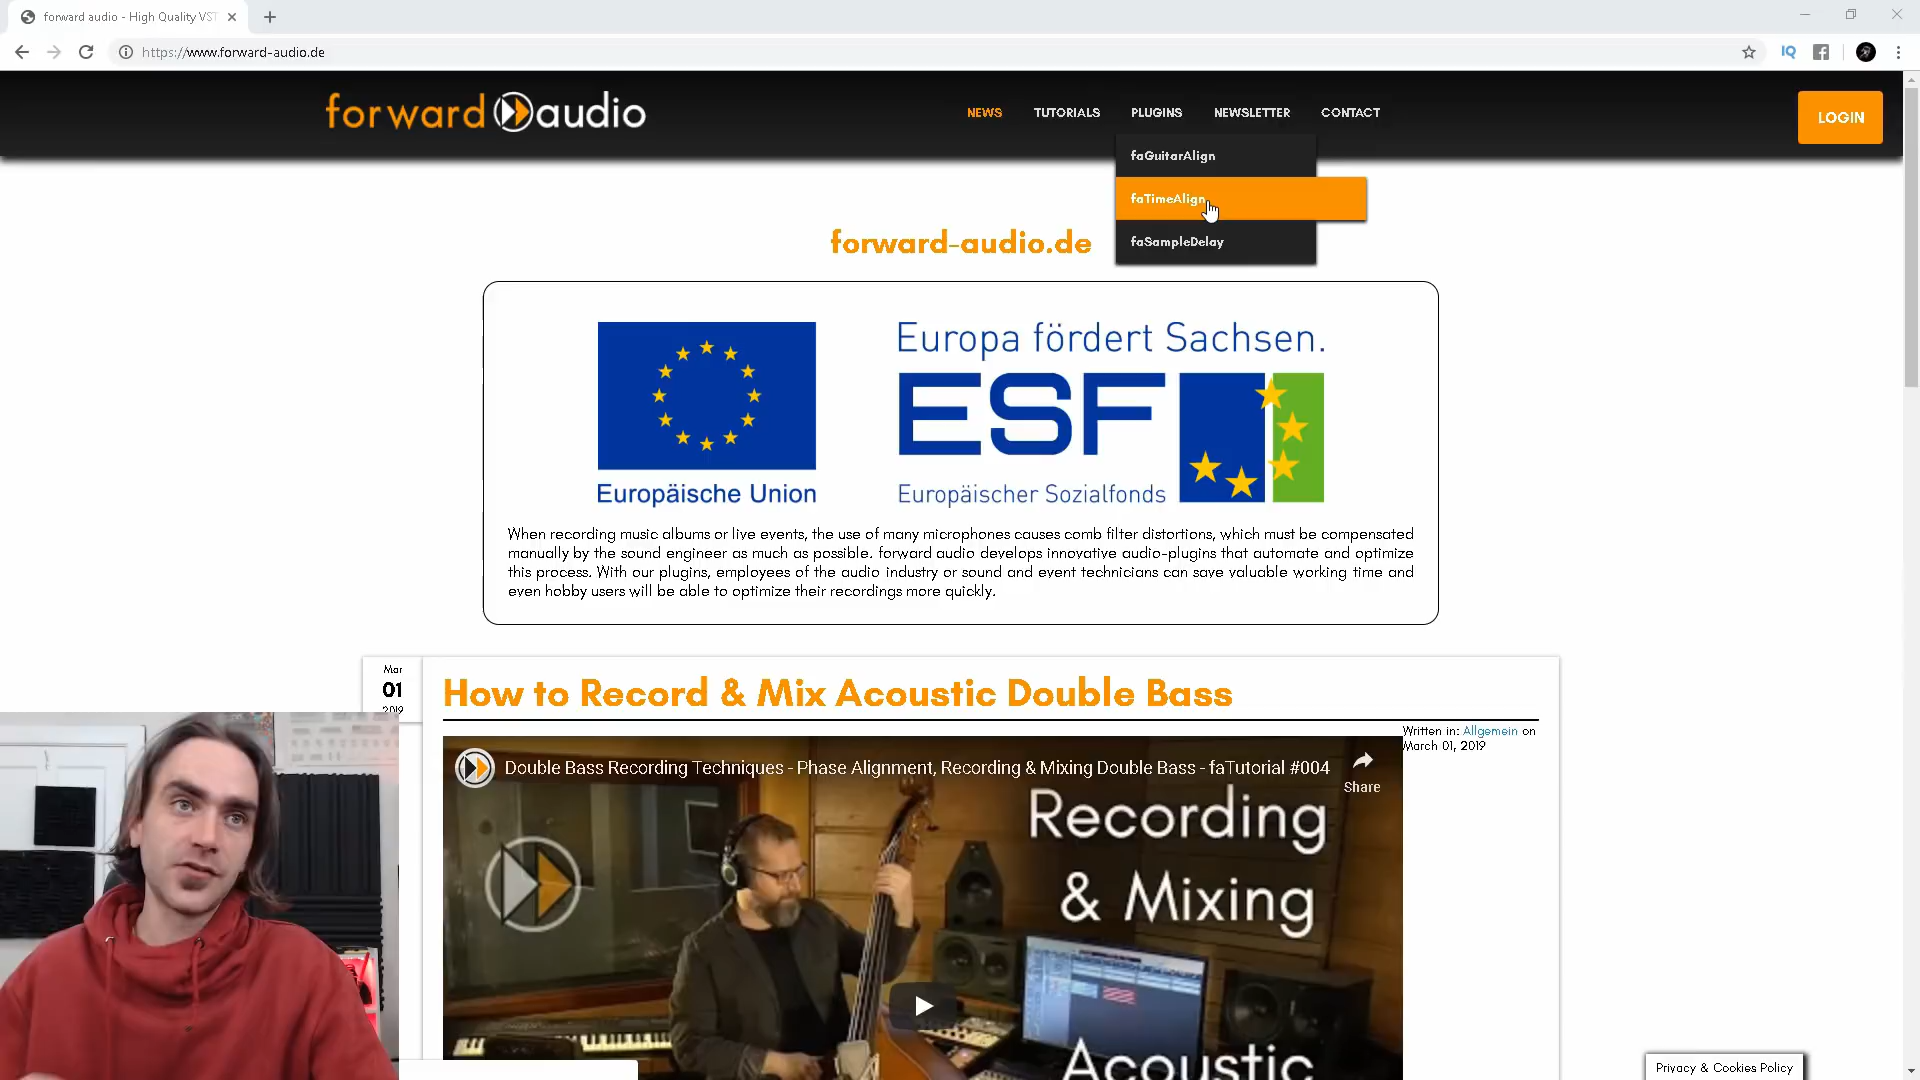 forward audio - High Quality VST
https://www.forward-audio.de
IQ
forward audio
NEWS
TUTORIALS
PLUGINS
NEWSLETTER
CONTACT
LOGIN
faGuitarAlign
faTimeAlign
faSampleDelay
forward-audio.de
Europäische Union
Europa fördert Sachsen.
ESF
Europäischer Sozialfonds
When recording music albums or live events, the use of many microphones causes comb filter distortions, which must be compensated
manually by the sound engineer as much as possible. forward audio develops innovative audio-plugins that automate and optimize
this process. With our plugins, employees of the audio industry or sound and event technicians can save valuable working time and
even hobby users will be able to optimize their recordings more quickly.
Mar
01
2019
How to Record & Mix Acoustic Double Bass
Written in: Allgemein on
March 01, 2019
Double Bass Recording Techniques - Phase Alignment, Recording & Mixing Double Bass - faTutorial #004
Share
Recording
& Mixing
Acoustic
Privacy & Cookies Policy